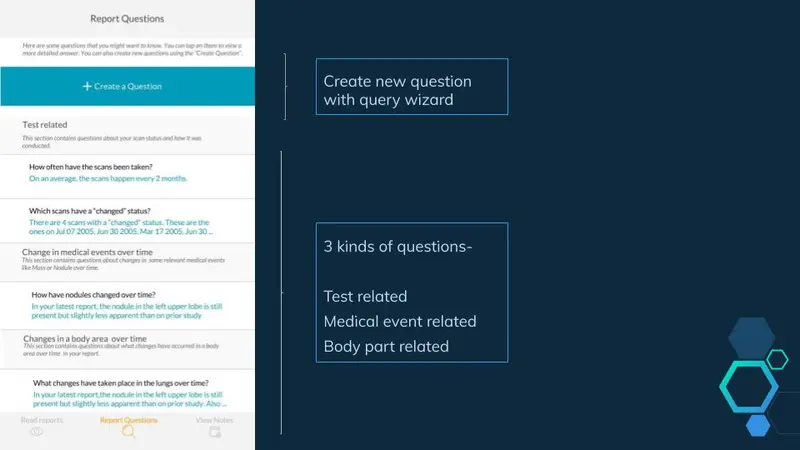 Report Questions
Here are some questions that you might want to know. You can tap on them to view a
more detailed answer. You can also create new questions using the "Create Question".
+ Create a Question
Test related
This section contains questions about your scan status and how it was
conducted.
How often have the scans been taken?
On an average, the scans happen every 2 months.
Which scans have a "changed" status?
There are 4 scans with a "changed" status. These are the
ones on Jul 07 2005, Jun 30 2005, Mar 17 2005, Jun 30 ...
Change in medical events over time
This section contains questions about changes in some relevant medical events
like Mass or Nodule over time.
How have nodules changed over time?
In your latest report, the nodule in the left upper lobe is still
present but slightly less apparent than on prior study
Changes in a body area over time
This section contains questions about what changes have occurred in a body
area over time in your report.
What changes have taken place in the lungs over time?
In your latest report,the nodule in the left upper lobe is still
present but slightly less apparent than on prior study. Also ...
Read reports
Report Questions
View Notes
Create new question
with query wizard
3 kinds of questions-
Test related
Medical event related
Body part related